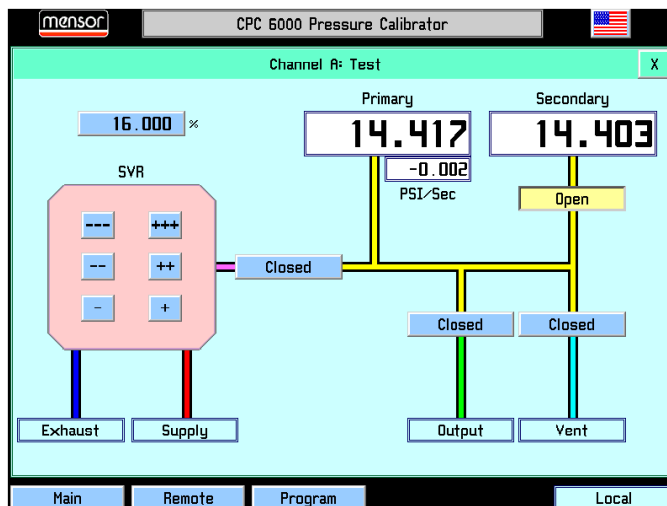 mensor
CPC 6000 Pressure Calibrator
Channel A: Test
X
Primary
Secondary
16.000 %
14.417
14.403
-0.002
PSI/Sec
SVR
Open
--- +++
-- ++
- +
Closed
Closed
Closed
Exhaust
Supply
Output
Vent
Main
Remote
Program
Local